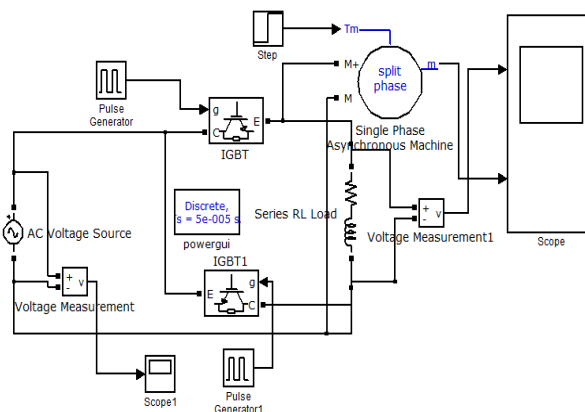 Tm
Step
M+
split
phase
m
M
Pulse
Generator
g
C
E
IGBT
Single Phase
Asynchronous Machine
Discrete,
s = 5e-005 s
powergui
Series RL Load
+
-
v
Voltage Measurement1
Scope
AC Voltage Source
IGBT1
E
g
C
+
-
v
Voltage Measurement
Scope1
Pulse
Generator1